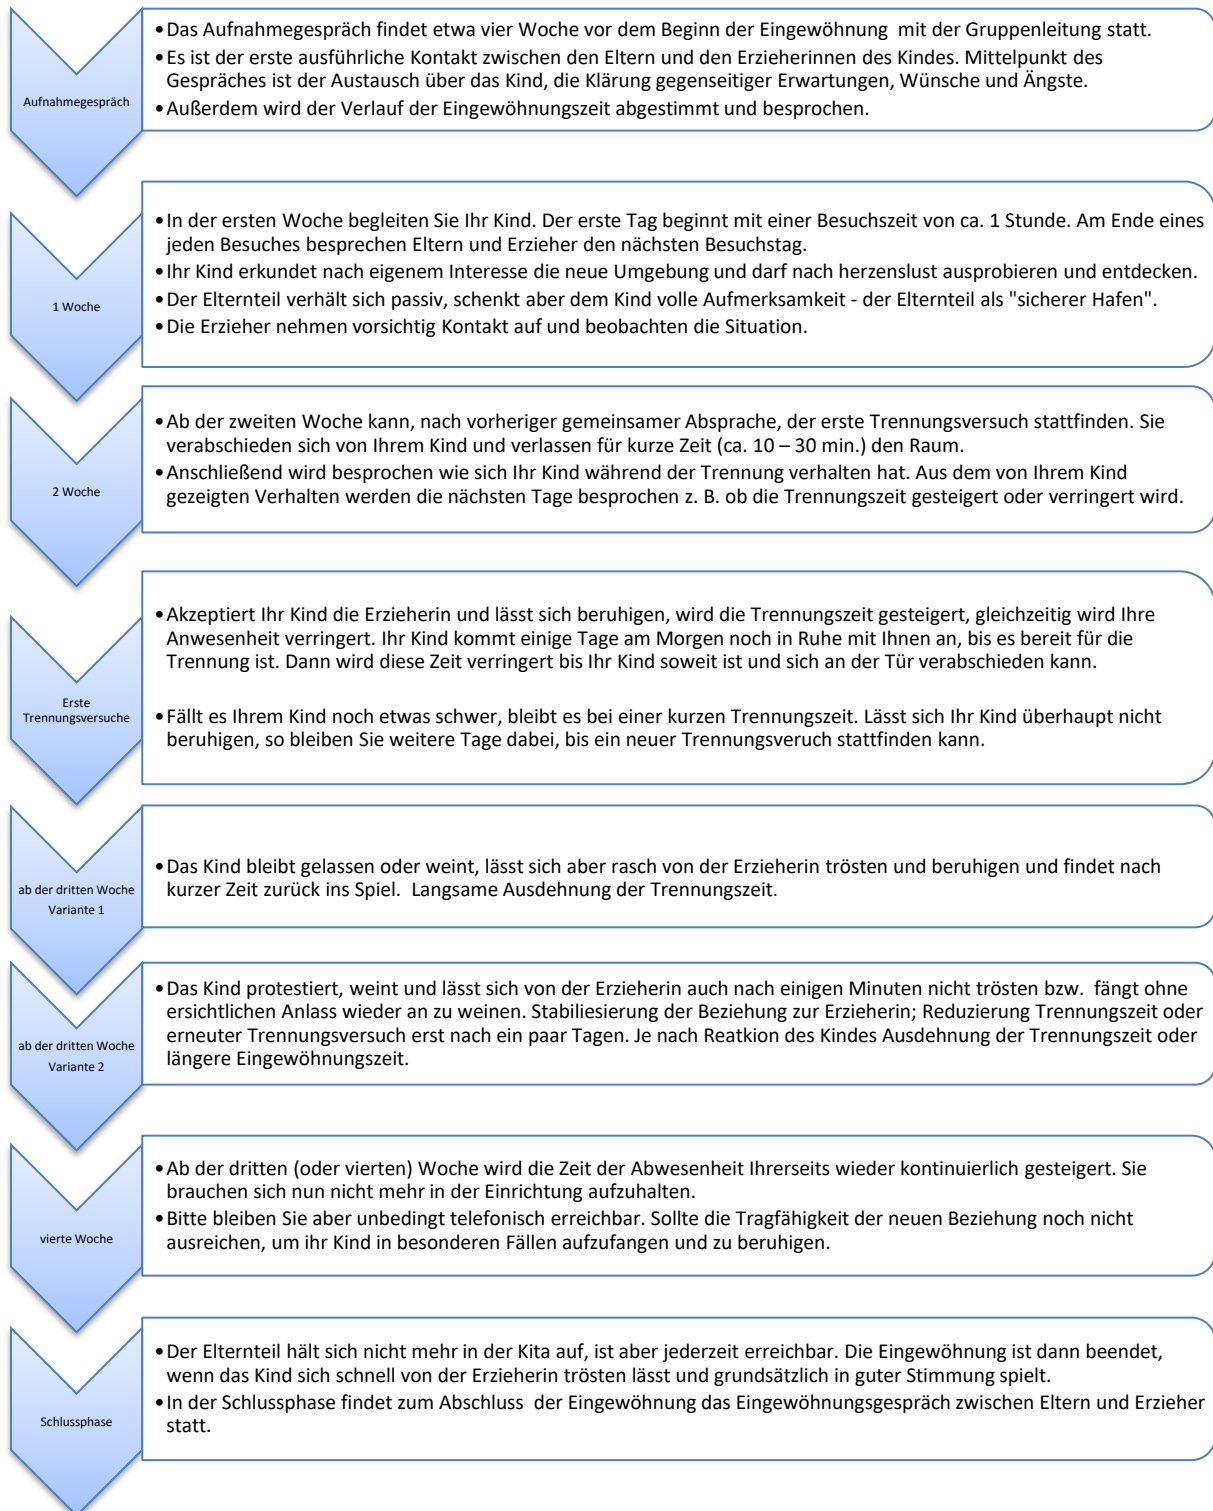 Aufnahmegespräch
•Das Aufnahmegespräch findet etwa vier Woche vor dem Beginn der Eingewöhnung  mit der Gruppenleitung statt.
•Es ist der erste ausführliche Kontakt zwischen den Eltern und den Erzieherinnen des Kindes. Mittelpunkt des
Gespräches ist der Austausch über das Kind, die Klärung gegenseitiger Erwartungen, Wünsche und Ängste.
•Außerdem wird der Verlauf der Eingewöhnungszeit abgestimmt und besprochen.
1 Woche
•In der ersten Woche begleiten Sie Ihr Kind. Der erste Tag beginnt mit einer Besuchszeit von ca. 1 Stunde. Am Ende eines
jeden Besuches besprechen Eltern und Erzieher den nächsten Besuchstag.
•Ihr Kind erkundet nach eigenem Interesse die neue Umgebung und darf nach herzenslust ausprobieren und entdecken.
•Der Elternteil verhält sich passiv, schenkt aber dem Kind volle Aufmerksamkeit - der Elternteil als "sicherer Hafen".
•Die Erzieher nehmen vorsichtig Kontakt auf und beobachten die Situation.
2 Woche
•Ab der zweiten Woche kann, nach vorheriger gemeinsamer Absprache, der erste Trennungsversuch stattfinden. Sie
verabschieden sich von Ihrem Kind und verlassen für kurze Zeit (ca. 10 – 30 min.) den Raum.
•Anschließend wird besprochen wie sich Ihr Kind während der Trennung verhalten hat. Aus dem von Ihrem Kind
gezeigten Verhalten werden die nächsten Tage besprochen z. B. ob die Trennungszeit gesteigert oder verringert wird.
Erste
Trennungsversuche
•Akzeptiert Ihr Kind die Erzieherin und lässt sich beruhigen, wird die Trennungszeit gesteigert, gleichzeitig wird Ihre
Anwesenheit verringert. Ihr Kind kommt einige Tage am Morgen noch in Ruhe mit Ihnen an, bis es bereit für die
Trennung ist. Dann wird diese Zeit verringert bis Ihr Kind soweit ist und sich an der Tür verabschieden kann.
•Fällt es Ihrem Kind noch etwas schwer, bleibt es bei einer kurzen Trennungszeit. Lässt sich Ihr Kind überhaupt nicht
beruhigen, so bleiben Sie weitere Tage dabei, bis ein neuer Trennungsveruch stattfinden kann.
ab der dritten Woche
Variante 1
•Das Kind bleibt gelassen oder weint, lässt sich aber rasch von der Erzieherin trösten und beruhigen und findet nach
kurzer Zeit zurück ins Spiel.  Langsame Ausdehnung der Trennungszeit.
ab der dritten Woche
Variante 2
•Das Kind protestiert, weint und lässt sich von der Erzieherin auch nach einigen Minuten nicht trösten bzw.  fängt ohne
ersichtlichen Anlass wieder an zu weinen. Stabiliesierung der Beziehung zur Erzieherin; Reduzierung Trennungszeit oder
erneuter Trennungsversuch erst nach ein paar Tagen. Je nach Reatkion des Kindes Ausdehnung der Trennungszeit oder
längere Eingewöhnungszeit.
vierte Woche
•Ab der dritten (oder vierten) Woche wird die Zeit der Abwesenheit Ihrerseits wieder kontinuierlich gesteigert. Sie
brauchen sich nun nicht mehr in der Einrichtung aufzuhalten.
•Bitte bleiben Sie aber unbedingt telefonisch erreichbar. Sollte die Tragfähigkeit der neuen Beziehung noch nicht
ausreichen, um ihr Kind in besonderen Fällen aufzufangen und zu beruhigen.
Schlussphase
•Der Elternteil hält sich nicht mehr in der Kita auf, ist aber jederzeit erreichbar. Die Eingewöhnung ist dann beendet,
wenn das Kind sich schnell von der Erzieherin trösten lässt und grundsätzlich in guter Stimmung spielt.
•In der Schlussphase findet zum Abschluss  der Eingewöhnung das Eingewöhnungsgespräch zwischen Eltern und Erzieher
statt.